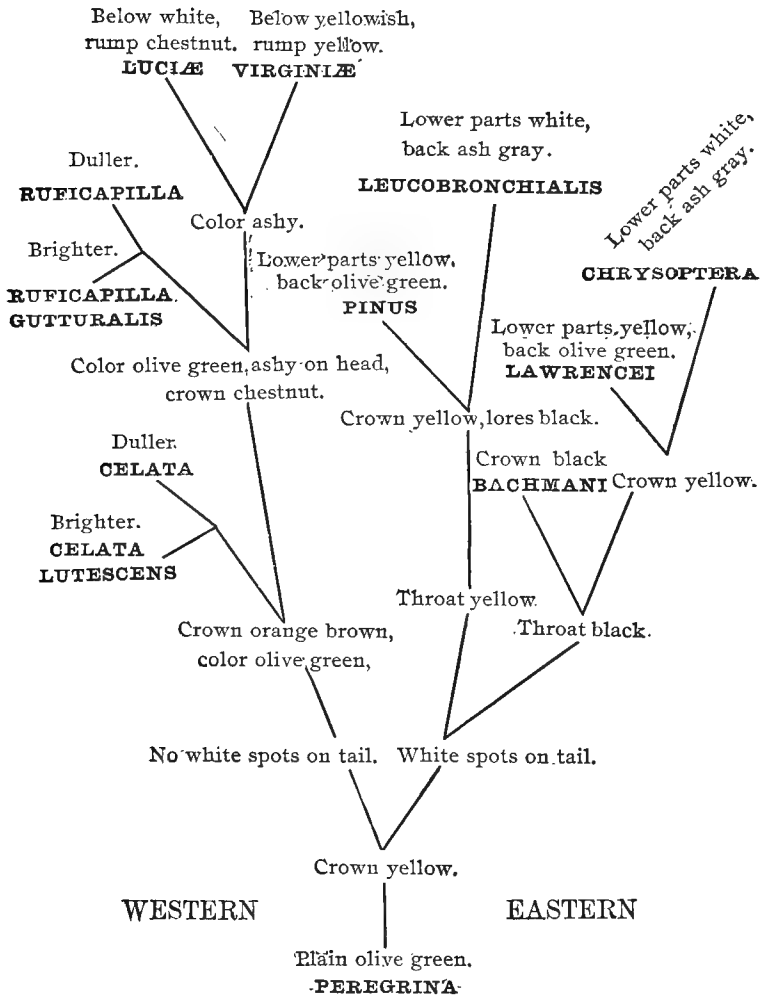 Below white,
rump chestnut.
LUCIÆ
Below yellowish,
rump yellow.
VIRGINIÆ
Lower parts white,
back ash gray.
LEUCOBRONCHIALIS
Lower parts white,
back ash gray.
CHRYSOPTERA
Duller.
RUFICAPILLA
Color ashy.
Brighter.
RUFICAPILLA.
GUTTURALIS
Lower parts yellow,
back olive green.
PINUS
Lower parts yellow,
back olive green.
LAWRENCEI
Color olive green, ashy on head,
crown chestnut.
Crown yellow, lores black.
Duller.
CELATA
Crown black
BACHMANI
Crown yellow.
Brighter.
CELATA
LUTESCENS
Throat yellow.
Throat black.
Crown orange brown,
color olive green,
No white spots on tail.
White spots on tail.
Crown yellow.
WESTERN
EASTERN
Plain olive green.
PEREGRINA